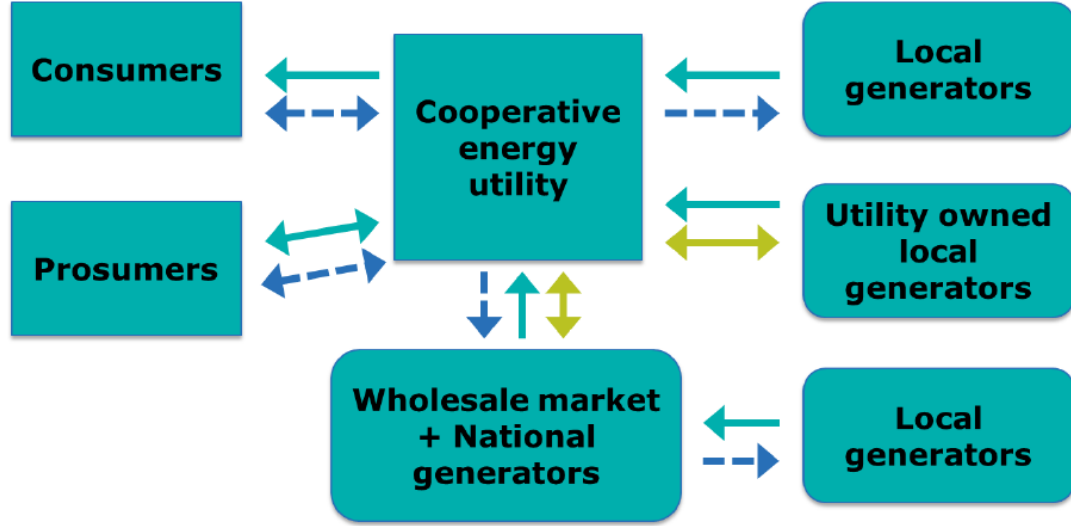 Consumers
Cooperative
energy
utility
Local
generators
Prosumers
Utility owned
local
generators
Wholesale market
+ National
generators
Local
generators